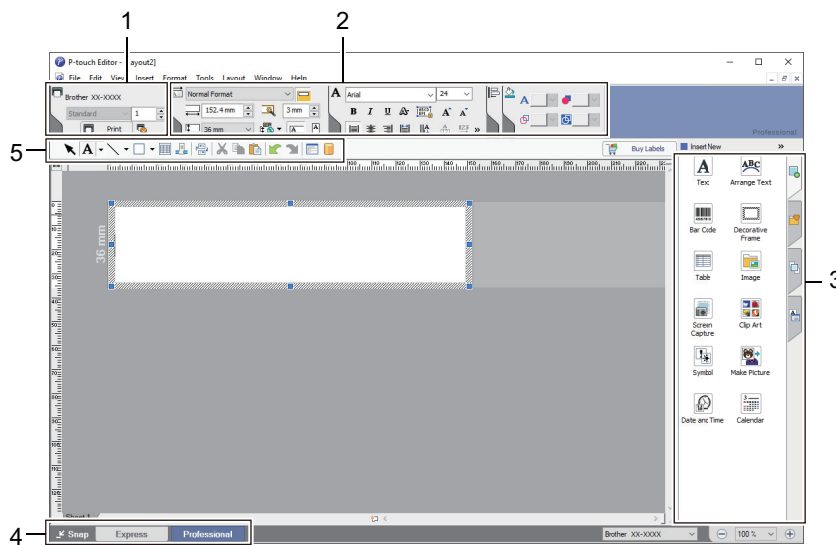 1
2
P-touch Editor - [Layout2]
File Edit View Insert Format Tools Layout Window Help
Brother XX-XXXX
Standard 1
Print
Normal Format
152.4 mm 3 mm
36 mm
A Arial 24
B I U
Professional
5
Buy Labels
Insert New
Text Arrange Text
Bar Code Decorative Frame
Table Image
Screen Capture Clip Art
Symbol Make Picture
Date and Time Calendar
3
36 mm
Sheet 1
4
Snap Express Professional
Brother XX-XXXX 100 %